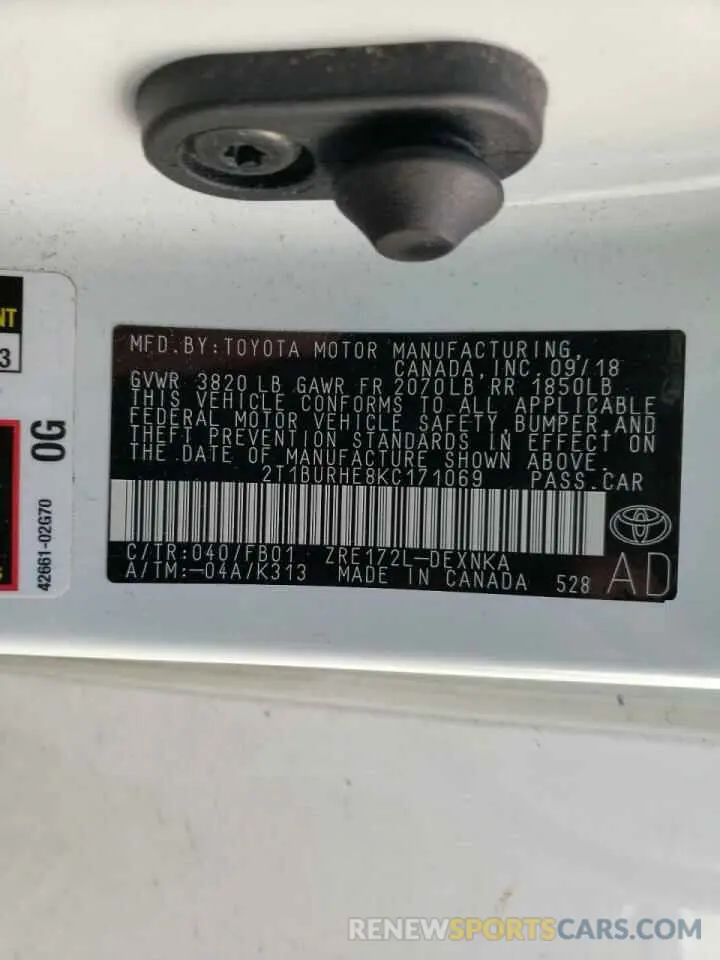 MFD.BY:TOYOTA MOTOR MANUFACTURING,
CANADA,INC.09/18
GVWR 3820 LB GAWR FR 2070LB RR 1850LB
THIS VEHICLE CONFORMS TO ALL APPLICABLE
FEDERAL MOTOR VEHICLE SAFETY,BUMPER,AND
THEFT PREVENTION STANDARDS IN EFFECT ON
THE DATE OF MANUFACTURE SHOWN ABOVE.
2T1BURHE8KC171069 PASS.CAR
C/TR:040/FB01 ZRE172L-DEXNKA
A/TM:-04A/K313 MADE IN CANADA 528 AD
NT
3
0G
42661-02G70
RENEWSPORTSCARS.COM